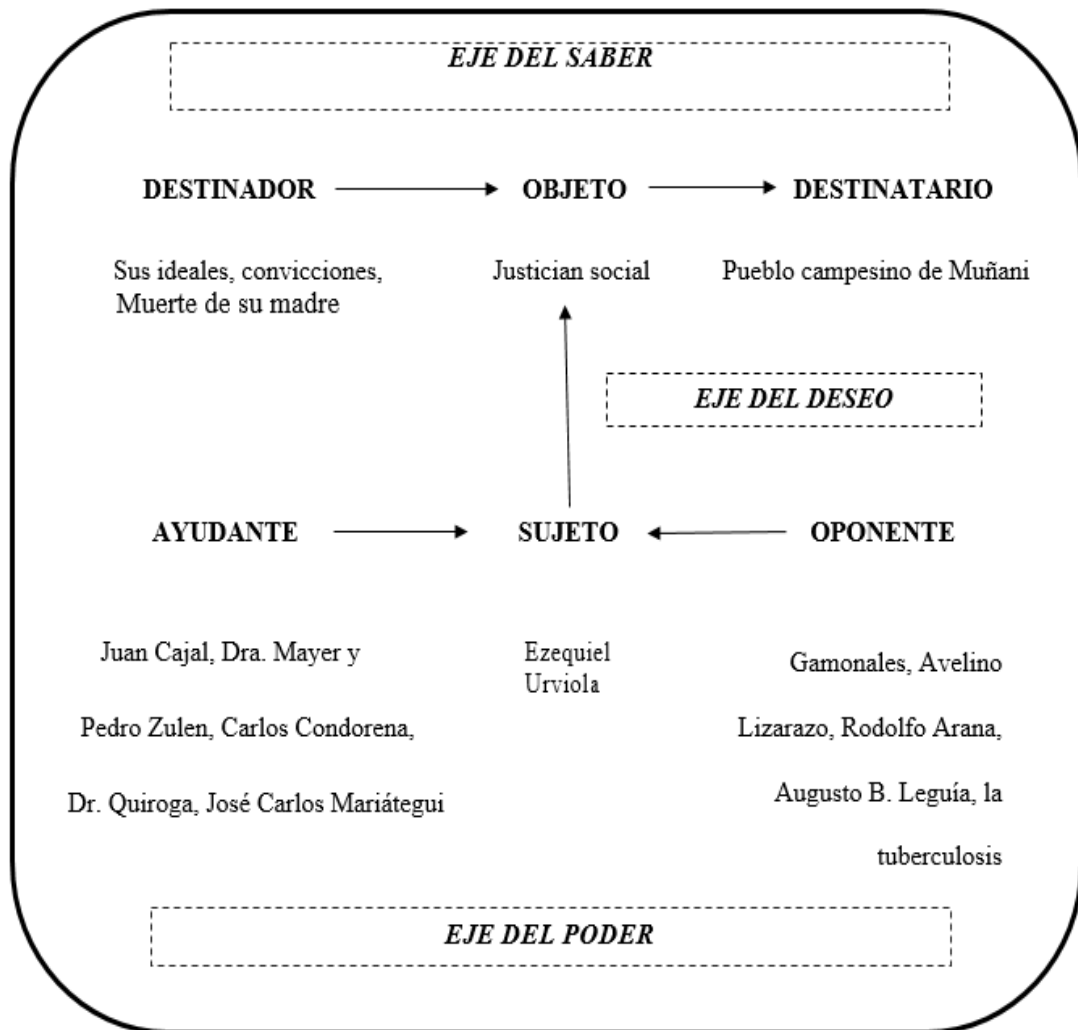 EJE DEL SABER
DESTINADOR OBJETO DESTINATARIO
Sus ideales, convicciones, Justician social Pueblo campesino de Muñani
Muerte de su madre
EJE DEL DESEO
AYUDANTE SUJETO OPONENTE
Juan Cajal, Dra. Mayer y
Pedro Zulen, Carlos Condorena,
Dr. Quiroga, José Carlos Mariátegui
Ezequiel
Urviola
Gamonales, Avelino
Lizarazo, Rodolfo Arana,
Augusto B. Leguía, la
tuberculosis
EJE DEL PODER